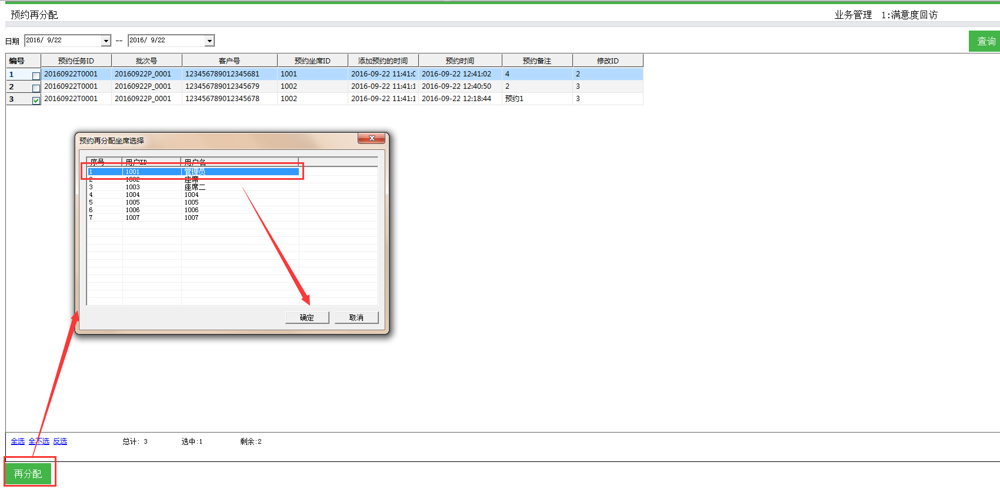 预约再分配 业务管理 1:满意度回访
日期 2016/ 9/22 -- 2016/ 9/22 查询
编号 预约任务ID 批次号 客户号 预约坐席ID 添加预约的时间 预约时间 预约备注 修改ID
1 20160922T0001 20160922P_0001 123456789012345681 1001 2016-09-22 11:41:0 2016-09-22 12:41:02 4 2
2 20160922T0001 20160922P_0001 123456789012345679 1002 2016-09-22 11:41:1 2016-09-22 12:40:50 2 3
3 20160922T0001 20160922P_0001 123456789012345678 1002 2016-09-22 11:41:1 2016-09-22 12:18:44 预约1 3
预约再分配坐席选择
序号 用户ID 用户名
1 1001 管理员
2 1002 座席
3 1003 座席二
4 1004 1004
5 1005 1005
6 1006 1006
7 1007 1007
确定 取消
全选 全不选 反选 总计: 3 选中:1 剩余:2
再分配